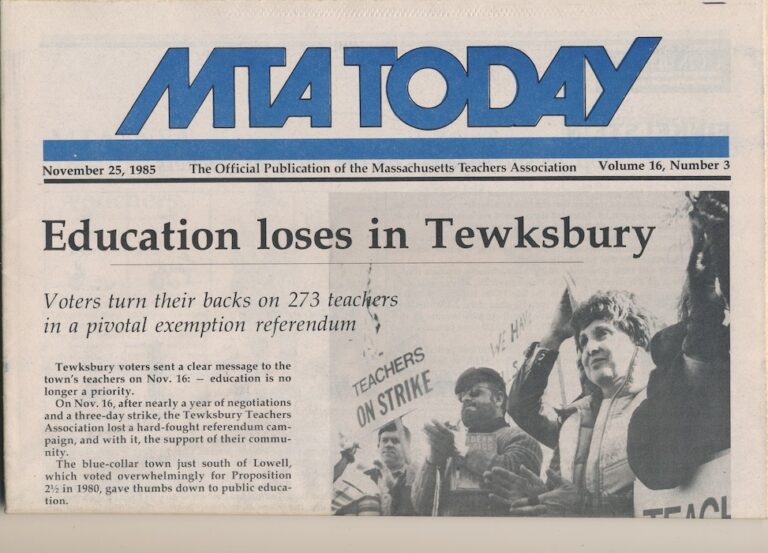 MTA TODAY
November 25, 1985 The Official Publication of the Massachusetts Teachers Association Volume 16, Number 3
Education loses in Tewksbury
Voters turn their backs on 273 teachers
in a pivotal exemption referendum
Tewksbury voters sent a clear message to the
town's teachers on Nov. 16: — education is no
longer a priority.
On Nov. 16, after nearly a year of negotiations
and a three-day strike, the Tewksbury Teachers
Association lost a hard-fought referendum cam-
paign, and with it, the support of their commu-
nity.
The blue-collar town just south of Lowell,
which voted overwhelmingly for Proposition
2½ in 1980, gave thumbs down to public educa-
tion.
TEACHERS
ON STRIKE
WE HAV
TEACH